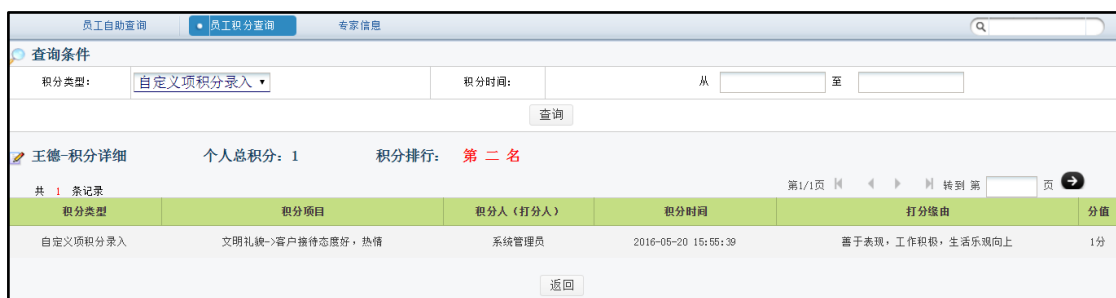 员工自助查询 员工积分查询 专家信息
查询条件
积分类型: 自定义项积分录入 积分时间: 从 至
查询
王德-积分详细 个人总积分: 1 积分排行: 第 二 名
共 1 条记录 第1/1页 转到 第 页
积分类型 积分项目 积分人（打分人） 积分时间 打分缘由 分值
自定义项积分录入 文明礼貌->客户接待态度好，热情 系统管理员 2016-05-20 15:55:39 善于表现，工作积极，生活乐观向上 1分
返回